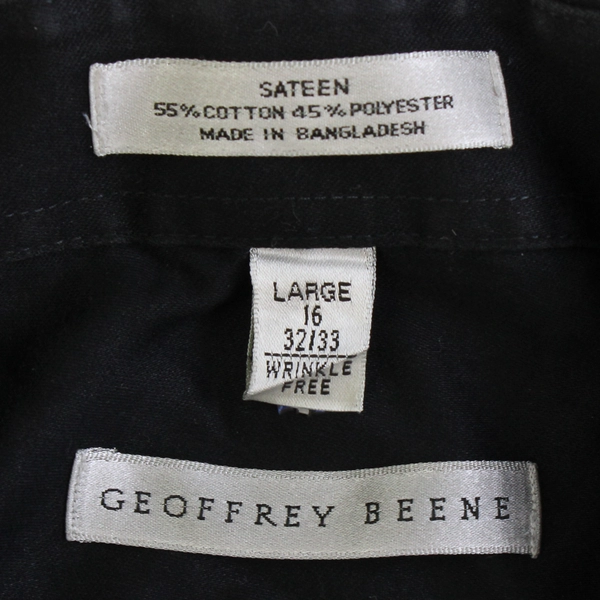 SATEEN
55% COTTON 45% POLYESTER
MADE IN BANGLADESH
LARGE
16
32/33
WRINKLE
FREE
GEOFFREY BEENE